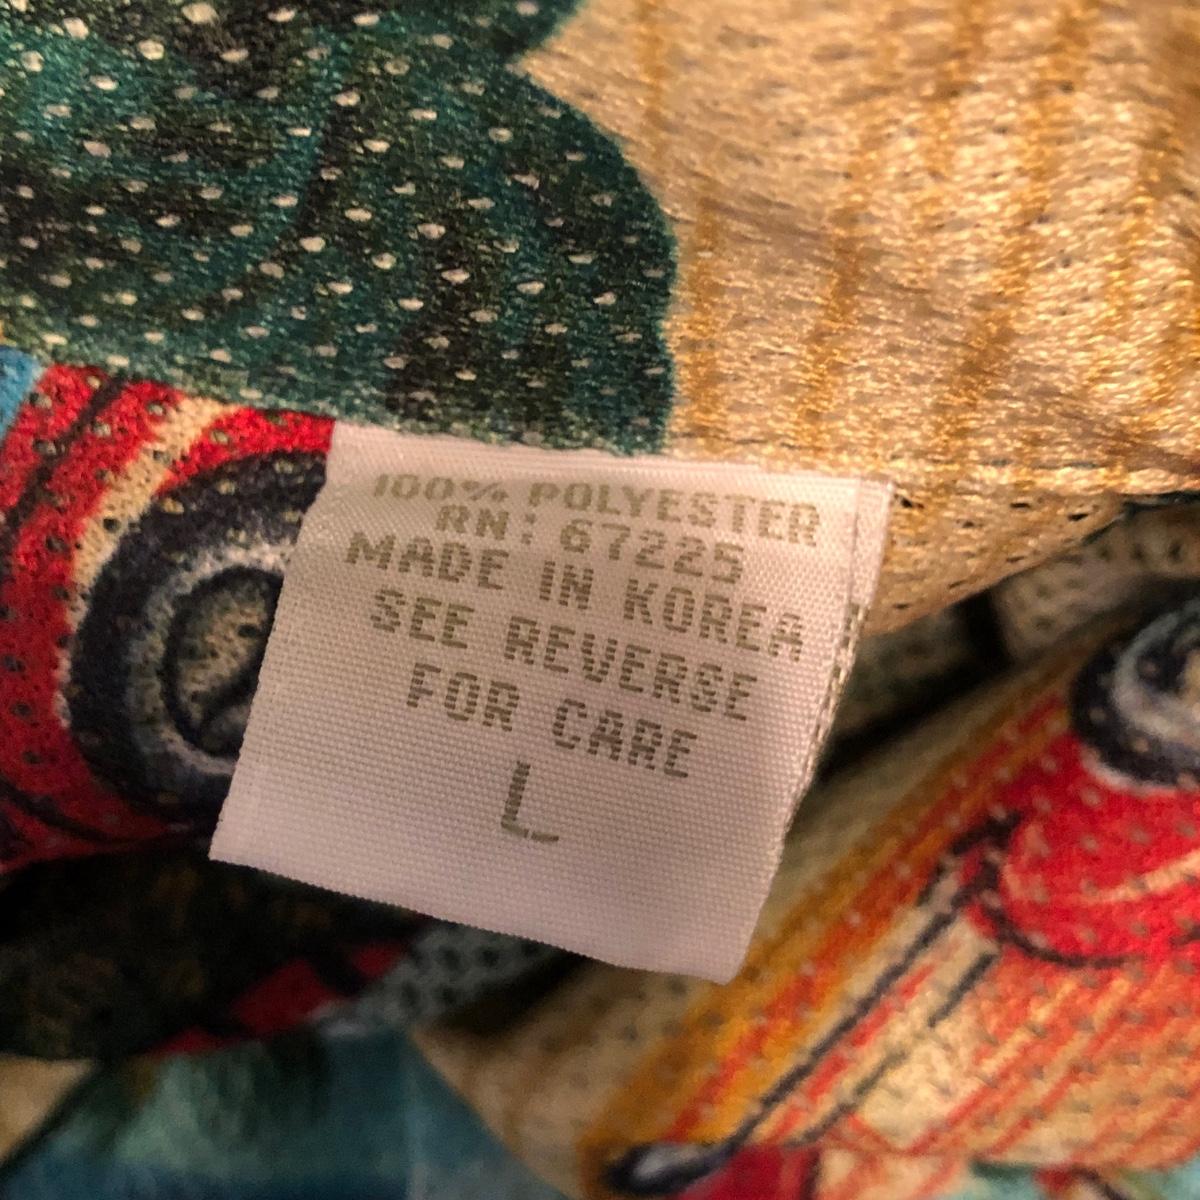 100% POLYESTER
RN: 67225
MADE IN KOREA
SEE REVERSE
FOR CARE
L